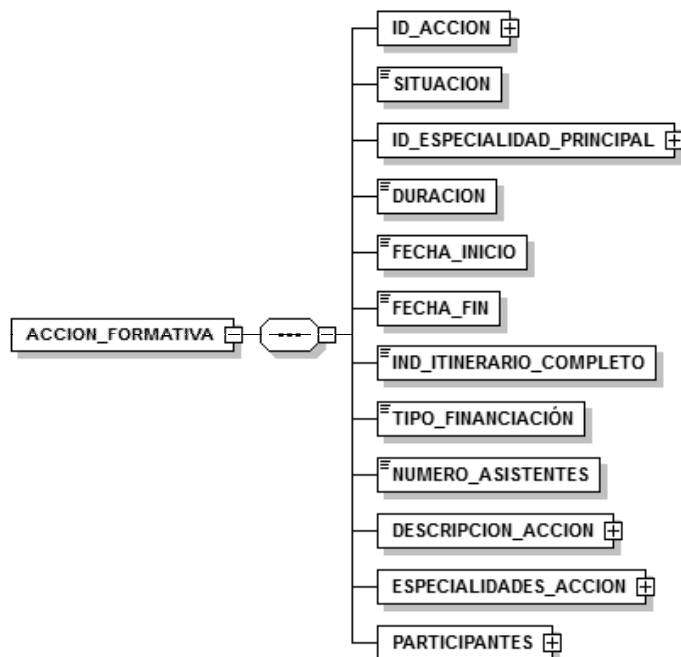 ID_ACCION
SITUACION
ID_ESPECIALIDAD_PRINCIPAL
DURACION
FECHA_INICIO
FECHA_FIN
ACCION_FORMATIVA
IND_ITINERARIO_COMPLETO
TIPO_FINANCIACIÓN
NUMERO_ASISTENTES
DESCRIPCION_ACCION
ESPECIALIDADES_ACCION
PARTICIPANTES